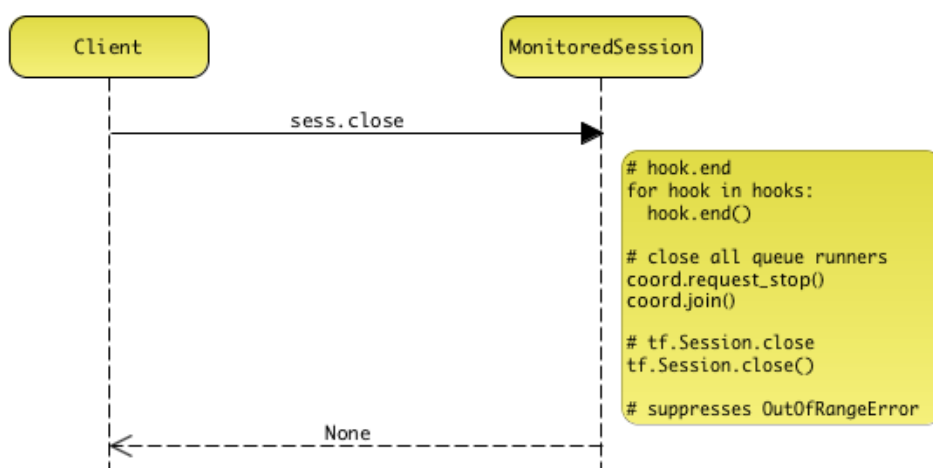 Client
MonitoredSession
sess.close
# hook.end
for hook in hooks:
  hook.end()
# close all queue runners
coord.request_stop()
coord.join()
# tf.Session.close
tf.Session.close()
# suppresses OutOfRangeError
None